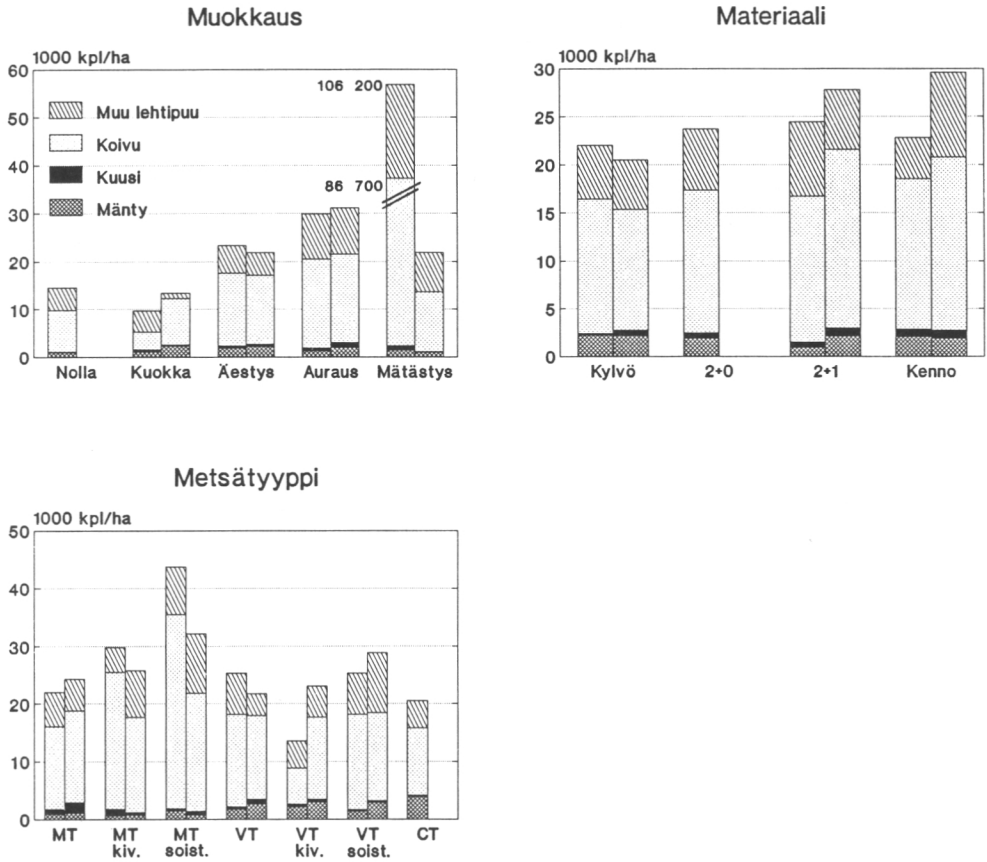 Muokkaus
1000 kpl/ha
60
50
40
30
20
10
0
Muu lehtipuu
Koivu
Kuusi
Mänty
106 200
86 700
Nolla Kuokka Äestys Auraus Mätästys
Materiaali
1000 kpl/ha
30
25
20
15
10
5
0
Kylvö 2+0 2+1 Kenno
Metsätyyppi
1000 kpl/ha
50
40
30
20
10
0
MT MT MT VT VT VT CT
kiv. soist. kiv. soist.